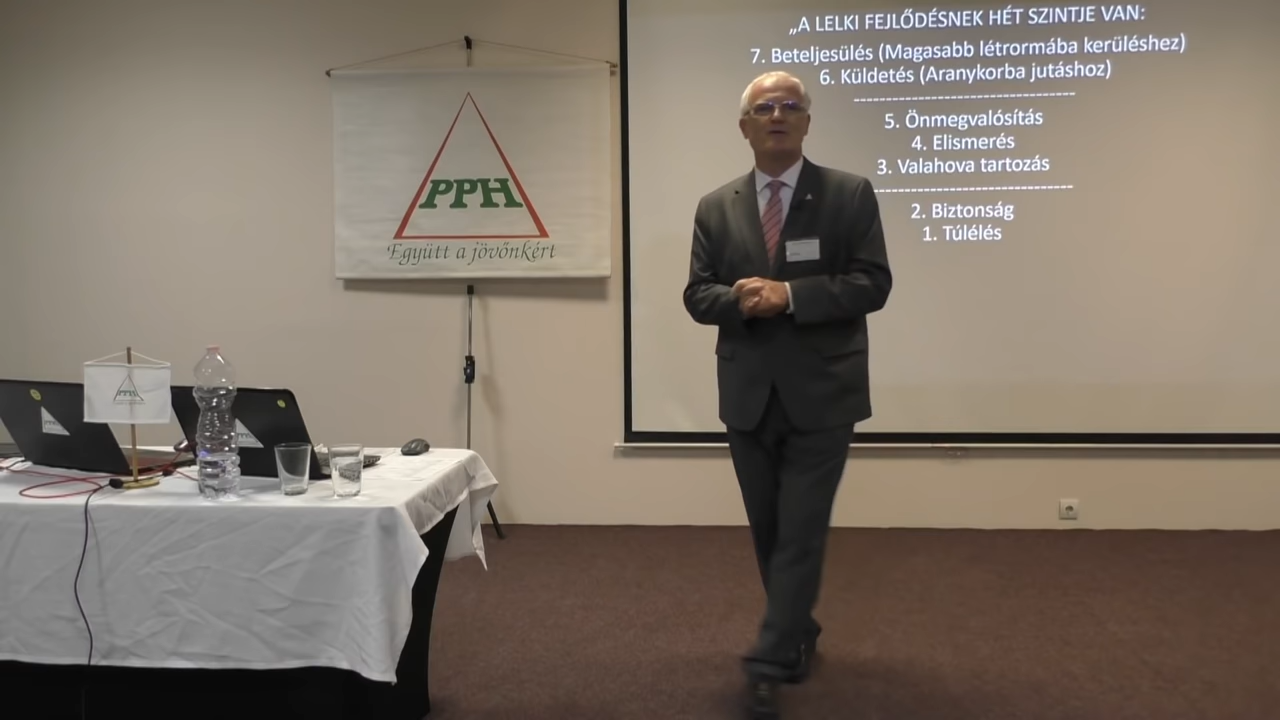 „A LELKI FEJLŐDÉSNEK HÉT SZINTJE VAN:
7. Beteljesülés (Magasabb létrormába kerüléshez)
6. Küldetés (Aranykorba jutáshoz)
5. Önmegvalósítás
4. Elismerés
3. Valahova tartozás
2. Biztonság
1. Túlélés
PPH
Együtt a jövőnkért
PPH